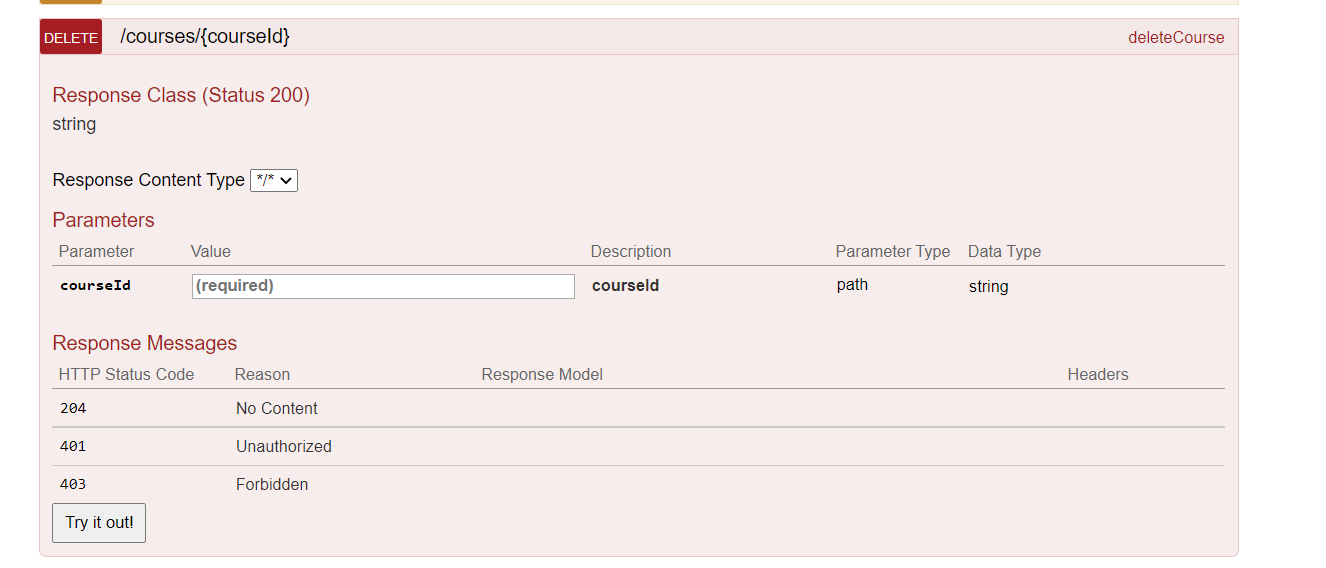 DELETE /courses/{courseId} deleteCourse
Response Class (Status 200)
string
Response Content Type */*
Parameters
Parameter Value Description Parameter Type Data Type
courseId (required) courseId path string
Response Messages
HTTP Status Code Reason Response Model Headers
204 No Content
401 Unauthorized
403 Forbidden
Try it out!